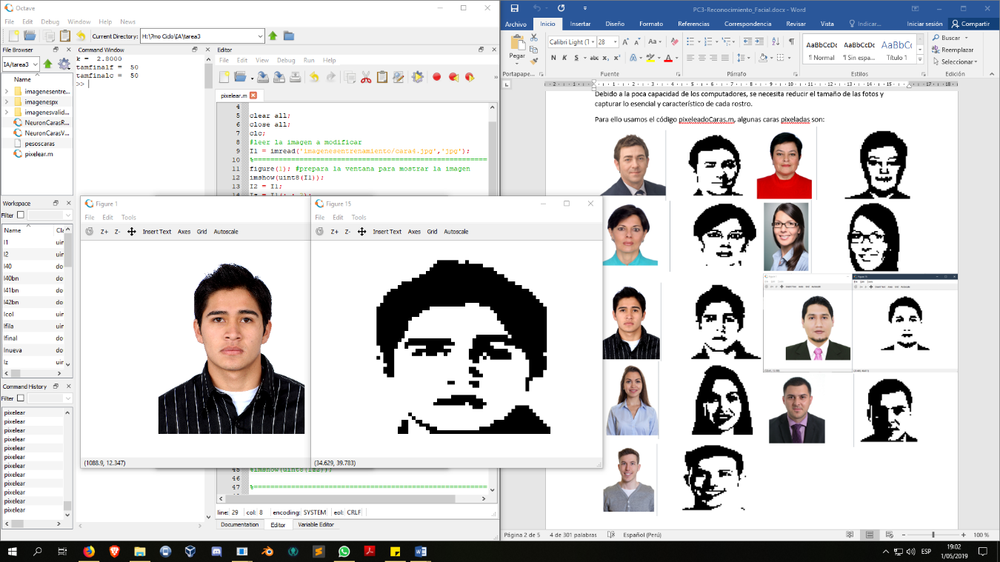 Octave
File Edit Debug Window Help News
Current Directory: H:\7mo Ciclo\IA\tarea3
File Browser
IA/tarea3
Name
imagenesentre...
imagenespx
imagenesvalid...
NeuronCarasR...
NeuronCarasV...
pesoscaras
pixelear.m
Workspace
Filter
Name Cla
I1 uir
I2 uir
I40 do
I40bn do
I41bn do
I42bn do
Icol uir
Ifila uir
Ifinal do
Inueva do
Iz uir
Command History
Filter
pixelear
pixelear
pixelear
pixelear
pixelear
pixelear
pixelear
pixelear
pixelear
pixelear
pixelear
pixelear
Command Window
k = 2.8000
tamfinalf = 50
tamfinalc = 50
>>
Editor
File Edit View Debug Run Help
pixelear.m
4
5 clear all;
6 close all;
7 clc;
8 #leer la imagen a modificar
9 I1 = imread('imagenesentrenamiento/cara4.jpg','jpg');
10 %========================================================
11 figure(1); #prepara la ventana para mostrar la imagen
12 imshow(uint8(I1));
13 I2 = I1;
46
47 %========================================================
line: 29 col: 8 encoding: SYSTEM eol: CRLF
Documentation Editor Variable Editor
Figure 1
File Edit Tools
Z+ Z- Insert Text Axes Grid Autoscale
(1088.9, 12.347)
Figure 15
File Edit Tools
Z+ Z- Insert Text Axes Grid Autoscale
(34.629, 39.783)
PC3-Reconocimiento_Facial.docx - Word
Archivo Inicio Insertar Diseño Formato Referencias Correspondencia Revisar Vista Indicar... Iniciar sesión Compartir
Pegar
Calibri Light (T 28
N K S abc x₂ x²
AaBbCcDc AaBbCcDc AaBbCc
¶ Normal ¶ Sin espa... Título 1
Buscar
Reemplazar
Seleccionar
Portapape... Fuente Párrafo Estilos Edición
Debido a la poca capacidad de los computadores, se necesita reducir el tamaño de las fotos y
capturar lo esencial y característico de cada rostro.
Para ello usamos el código pixeleadoCaras.m, algunas caras pixeladas son:
Página 2 de 5 4 de 301 palabras Español (Perú) 100 %
ESP
19:02
1/05/2019